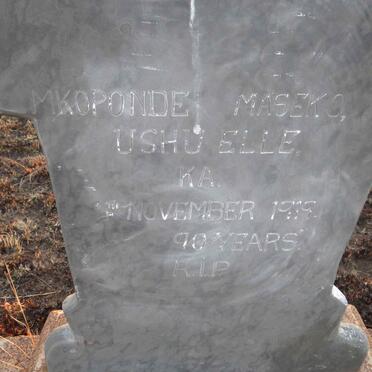 MKOPONDE MASEKO,
USHU ELLE.
KA.
NOVEMBER 1919.
90 YEARS.
R.I.P.